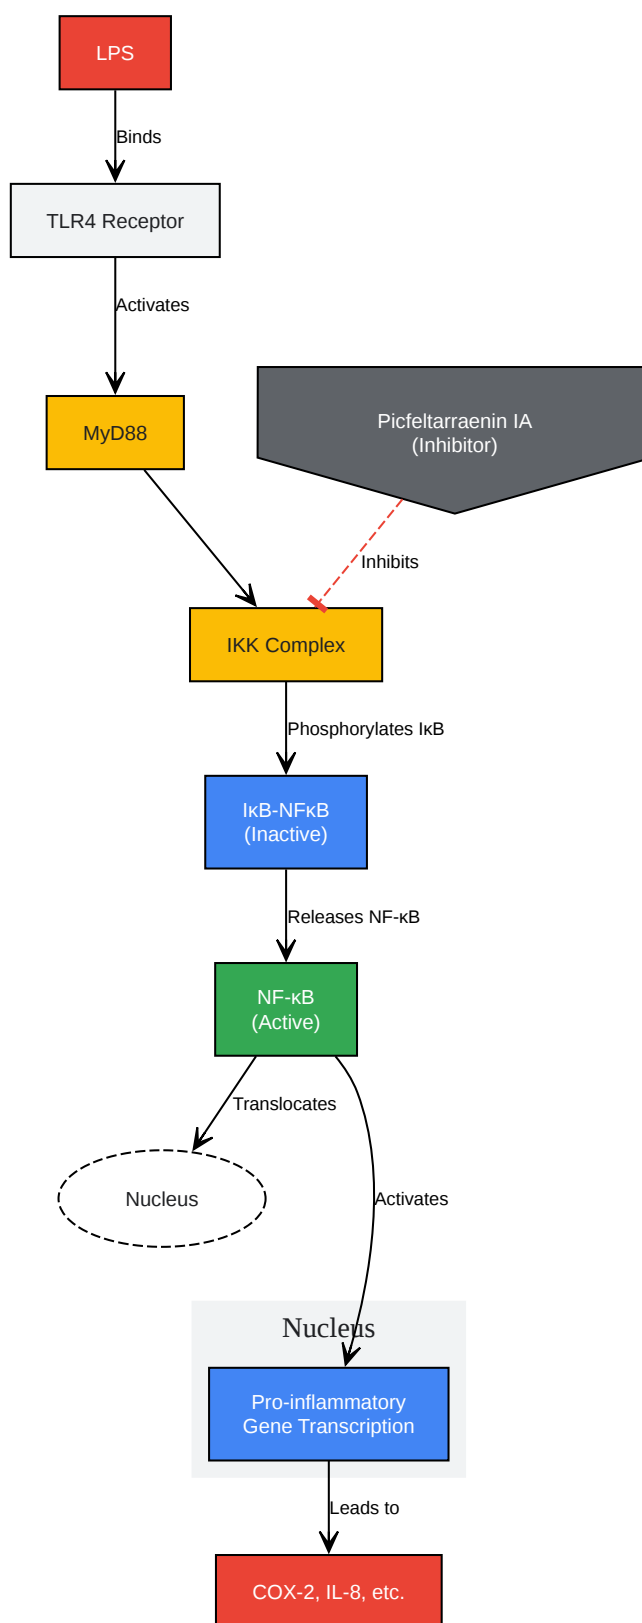 LPS
Binds
TLR4 Receptor
Activates
MyD88
Picfeltarraenin IA
(Inhibitor)
Inhibits
IKK Complex
Phosphorylates IκB
IκB-NFκB
(Inactive)
Releases NF-κB
NF-κB
(Active)
Translocates
Nucleus
Activates
Nucleus
Pro-inflammatory
Gene Transcription
Leads to
COX-2, IL-8, etc.